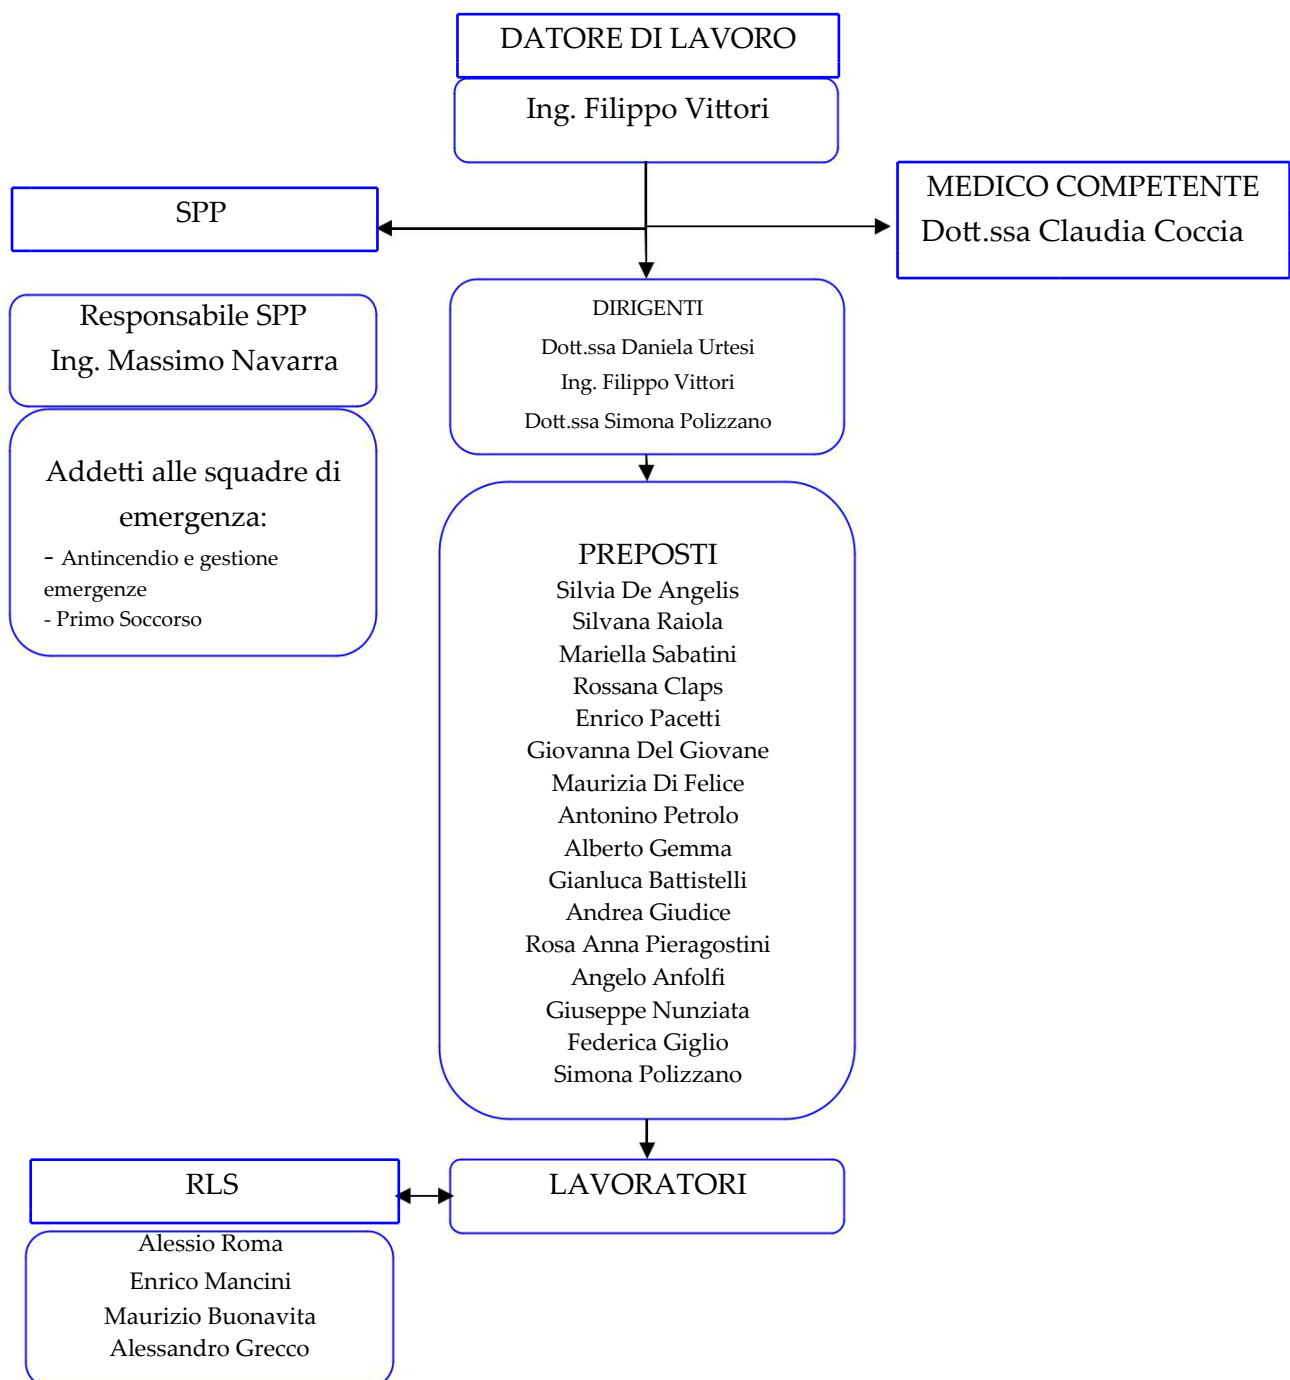 DATORE DI LAVORO
Ing. Filippo Vittori
MEDICO COMPETENTE
Dott.ssa Claudia Coccia
SPP
Responsabile SPP
Ing. Massimo Navarra
Addetti alle squadre di
emergenza:
- Antincendio e gestione
emergenze
- Primo Soccorso
DIRIGENTI
Dott.ssa Daniela Urtesi
Ing. Filippo Vittori
Dott.ssa Simona Polizzano
PREPOSTI
Silvia De Angelis
Silvana Raiola
Mariella Sabatini
Rossana Claps
Enrico Pacetti
Giovanna Del Giovane
Maurizia Di Felice
Antonino Petrolo
Alberto Gemma
Gianluca Battistelli
Andrea Giudice
Rosa Anna Pieragostini
Angelo Anfolfi
Giuseppe Nunziata
Federica Giglio
Simona Polizzano
LAVORATORI
RLS
Alessio Roma
Enrico Mancini
Maurizio Buonavita
Alessandro Grecco